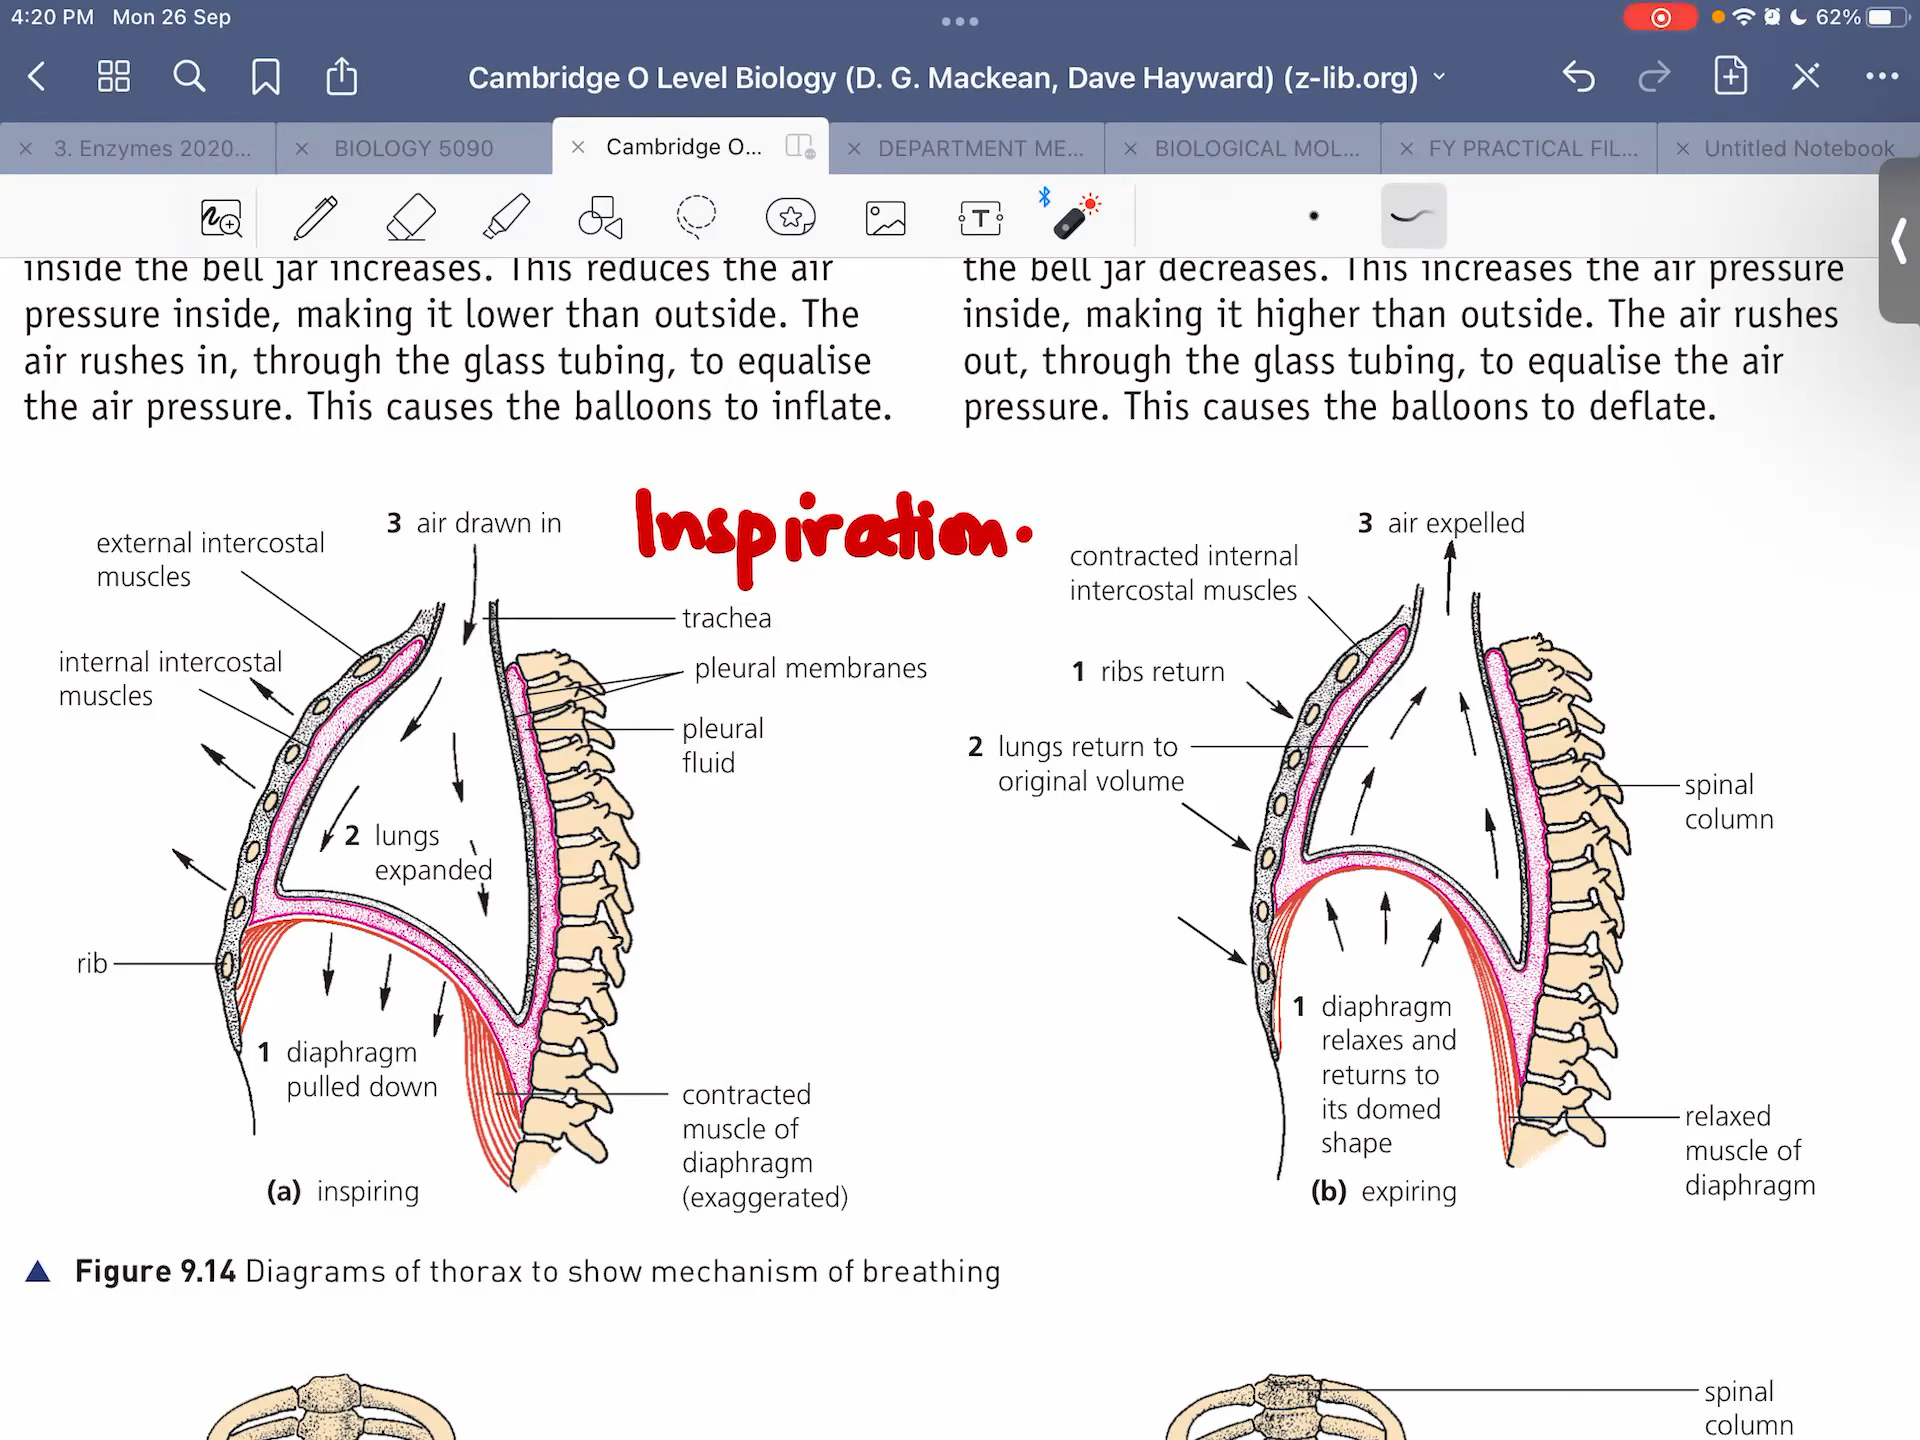 4:20 PM Mon 26 Sep
62%
Cambridge O Level Biology (D. G. Mackean, Dave Hayward) (z-lib.org)
3. Enzymes 2020...
BIOLOGY 5090
Cambridge O...
DEPARTMENT ME...
BIOLOGICAL MOL...
FY PRACTICAL FIL...
Untitled Notebook
T
inside the bell jar increases. This reduces the air
pressure inside, making it lower than outside. The
air rushes in, through the glass tubing, to equalise
the air pressure. This causes the balloons to inflate.
the bell jar decreases. This increases the air pressure
inside, making it higher than outside. The air rushes
out, through the glass tubing, to equalise the air
pressure. This causes the balloons to deflate.
Inspiration.
3 air drawn in
external intercostal
muscles
trachea
internal intercostal
muscles
pleural membranes
pleural
fluid
2 lungs
expanded
rib
1 diaphragm
pulled down
contracted
muscle of
diaphragm
(exaggerated)
(a) inspiring
3 air expelled
contracted internal
intercostal muscles
1 ribs return
2 lungs return to
original volume
spinal
column
1 diaphragm
relaxes and
returns to
its domed
shape
relaxed
muscle of
diaphragm
(b) expiring
▲ Figure 9.14 Diagrams of thorax to show mechanism of breathing
spinal
column